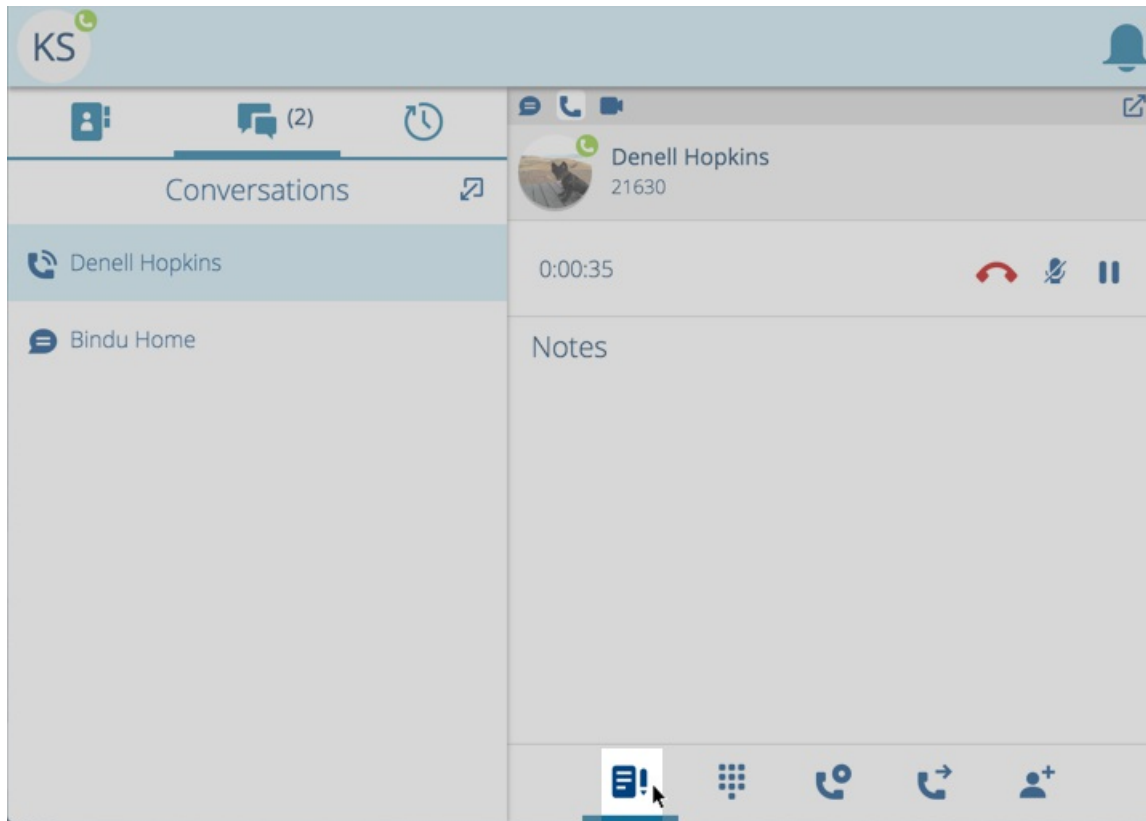 KS
(2)
Conversations
Denell Hopkins
Bindu Home
Denell Hopkins
21630
0:00:35
Notes